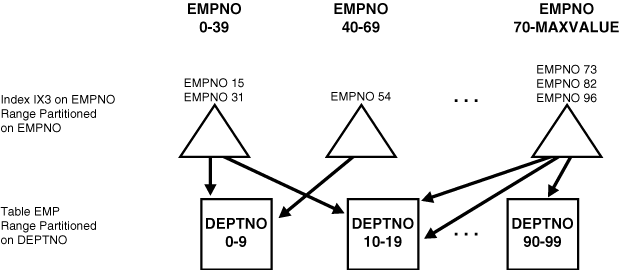 EMPNO 0-39
EMPNO 40-69
EMPNO 70-MAXVALUE
Index IX3 on EMPNO
Range Partitioned
on EMPNO
EMPNO 15
EMPNO 31
EMPNO 54
. . .
EMPNO 73
EMPNO 82
EMPNO 96
Table EMP
Range Partitioned
on DEPTNO
DEPTNO
0-9
DEPTNO
10-19
. . .
DEPTNO
90-99